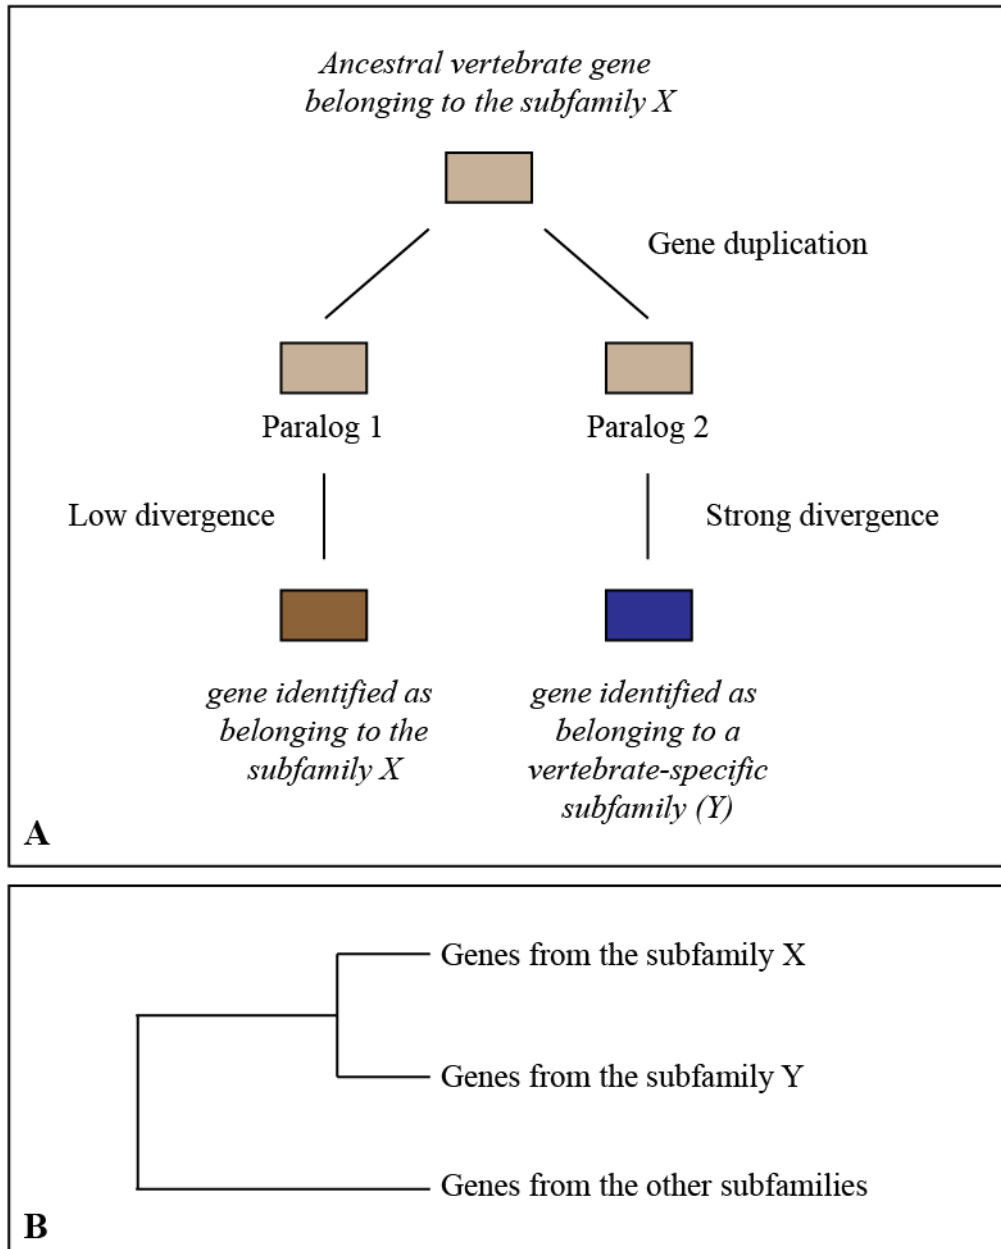 Ancestral vertebrate gene
belonging to the subfamily X
Gene duplication
Paralog 1
Paralog 2
Low divergence
Strong divergence
gene identified as
belonging to the
subfamily X
gene identified as
belonging to a
vertebrate-specific
subfamily (Y)
A
Genes from the subfamily X
Genes from the subfamily Y
Genes from the other subfamilies
B